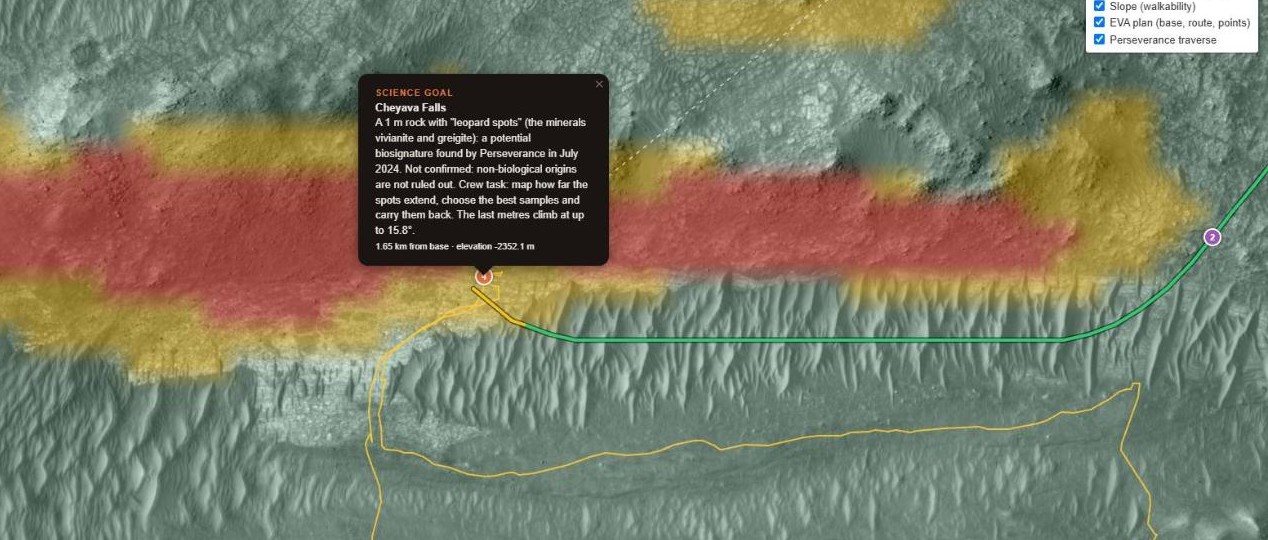 Slope (walkability)
EVA plan (base, route, points)
Perseverance traverse
SCIENCE GOAL
Cheyava Falls
A 1 m rock with "leopard spots" (the minerals
vivianite and greigite): a potential
biosignature found by Perseverance in July
2024. Not confirmed: non-biological origins
are not ruled out. Crew task: map how far the
spots extend, choose the best samples and
carry them back. The last metres climb at up
to 15.8°.
1.65 km from base · elevation -2352.1 m
2